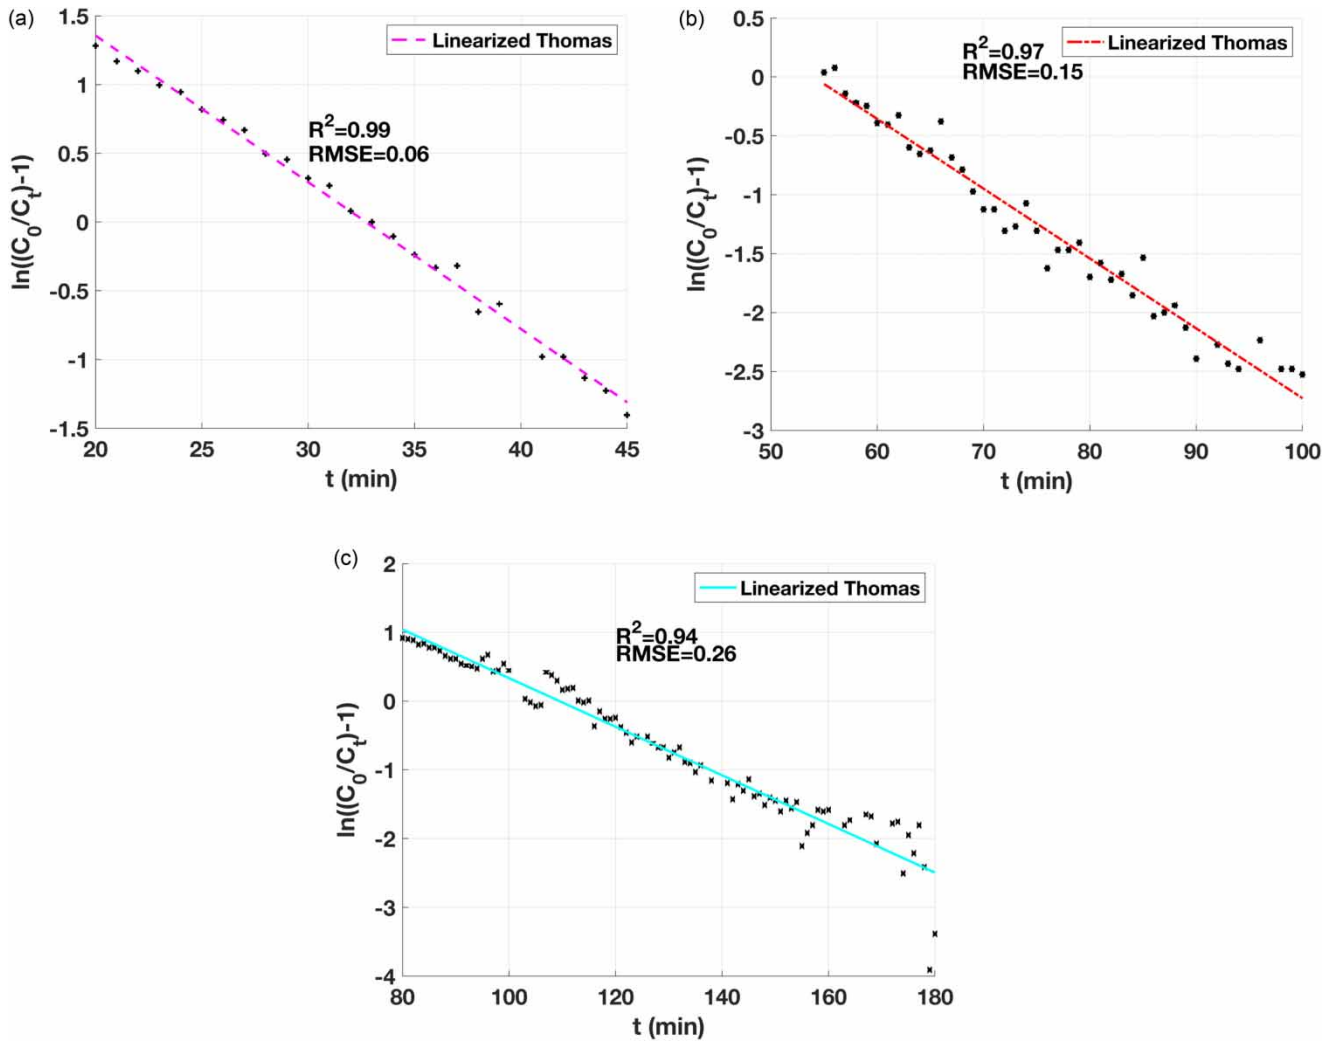 (a)
1.5
1
0.5
0
-0.5
-1
-1.5
ln((C0/Ct)-1)
Linearized Thomas
R2=0.99
RMSE=0.06
20 25 30 35 40 45
t (min)
(b)
0.5
0
-0.5
-1
-1.5
-2
-2.5
-3
ln((C0/Ct)-1)
R2=0.97
RMSE=0.15
Linearized Thomas
50 60 70 80 90 100
t (min)
(c)
2
1
0
-1
-2
-3
-4
ln((C0/Ct)-1)
Linearized Thomas
R2=0.94
RMSE=0.26
80 100 120 140 160 180
t (min)